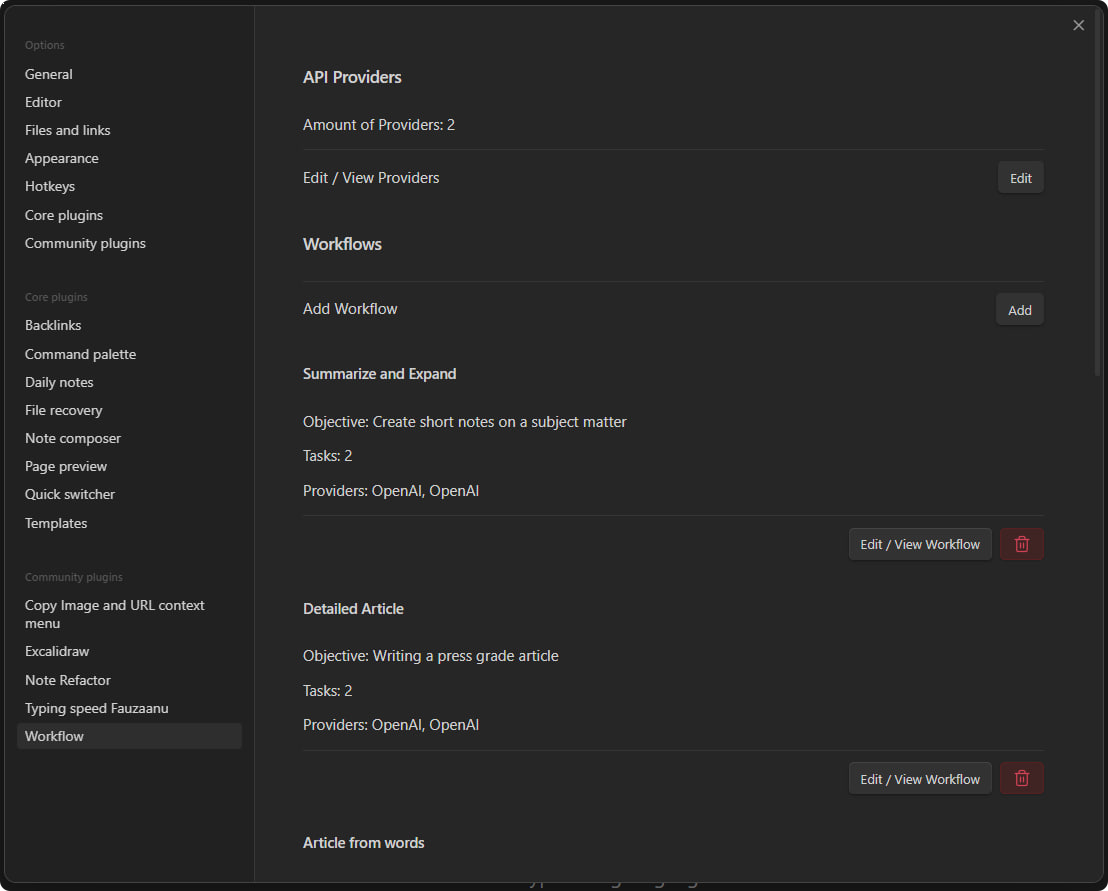 Options
General
Editor
Files and links
Appearance
Hotkeys
Core plugins
Community plugins
Core plugins
Backlinks
Command palette
Daily notes
File recovery
Note composer
Page preview
Quick switcher
Templates
Community plugins
Copy Image and URL context
menu
Excalidraw
Note Refactor
Typing speed Fauzaanu
Workflow
API Providers
Amount of Providers: 2
Edit / View Providers
Edit
Workflows
Add Workflow
Add
Summarize and Expand
Objective: Create short notes on a subject matter
Tasks: 2
Providers: OpenAI, OpenAI
Edit / View Workflow
Detailed Article
Objective: Writing a press grade article
Tasks: 2
Providers: OpenAI, OpenAI
Edit / View Workflow
Article from words